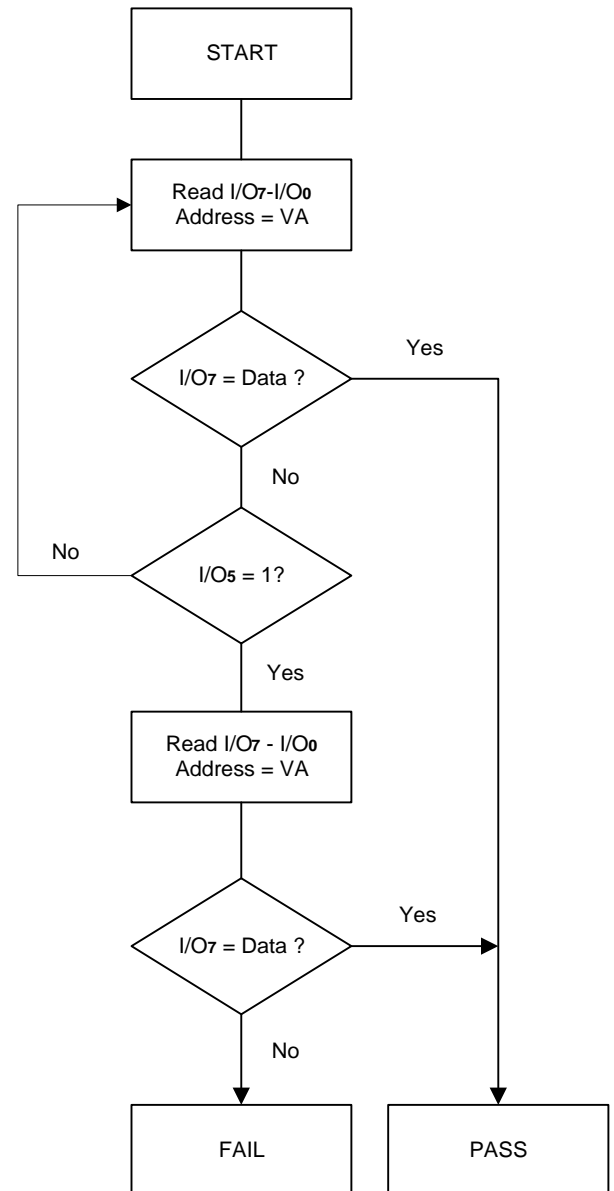 START
Read I/O7-I/O0
Address = VA
I/O7 = Data ?
Yes
No
I/O5 = 1?
No
Yes
Read I/O7 - I/O0
Address = VA
I/O7 = Data ?
Yes
No
FAIL
PASS